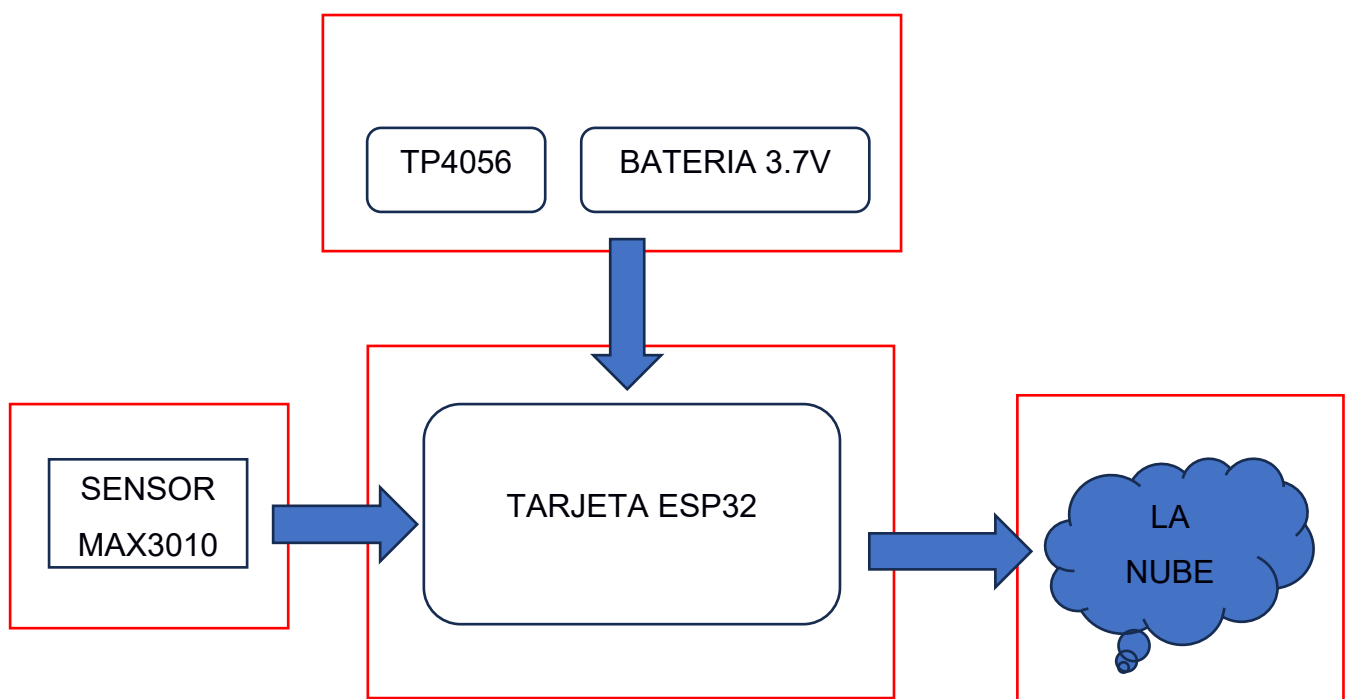 TP4056
BATERIA 3.7V
SENSOR
MAX3010
TARJETA ESP32
LA
NUBE